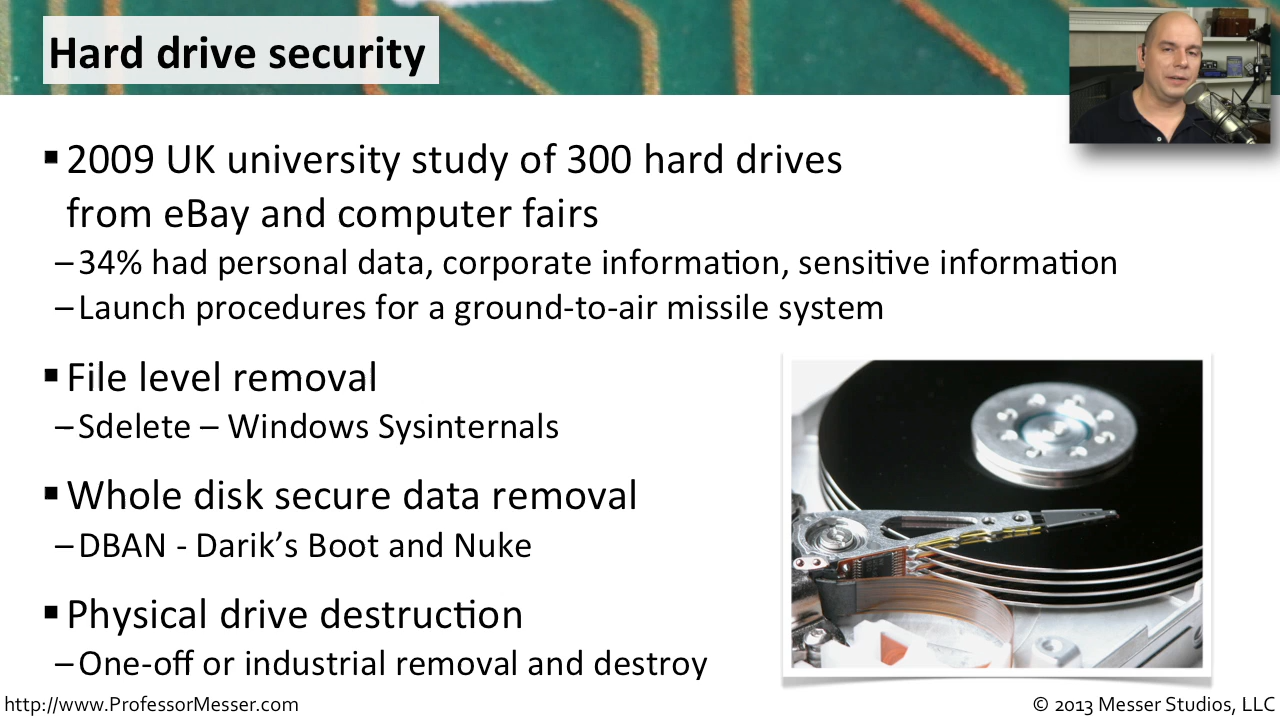 Hard drive security
▪ 2009 UK university study of 300 hard drives
from eBay and computer fairs
– 34% had personal data, corporate information, sensitive information
– Launch procedures for a ground-to-air missile system
▪ File level removal
– Sdelete – Windows Sysinternals
▪ Whole disk secure data removal
– DBAN - Darik’s Boot and Nuke
▪ Physical drive destruction
– One-off or industrial removal and destroy
http://www.ProfessorMesser.com
© 2013 Messer Studios, LLC